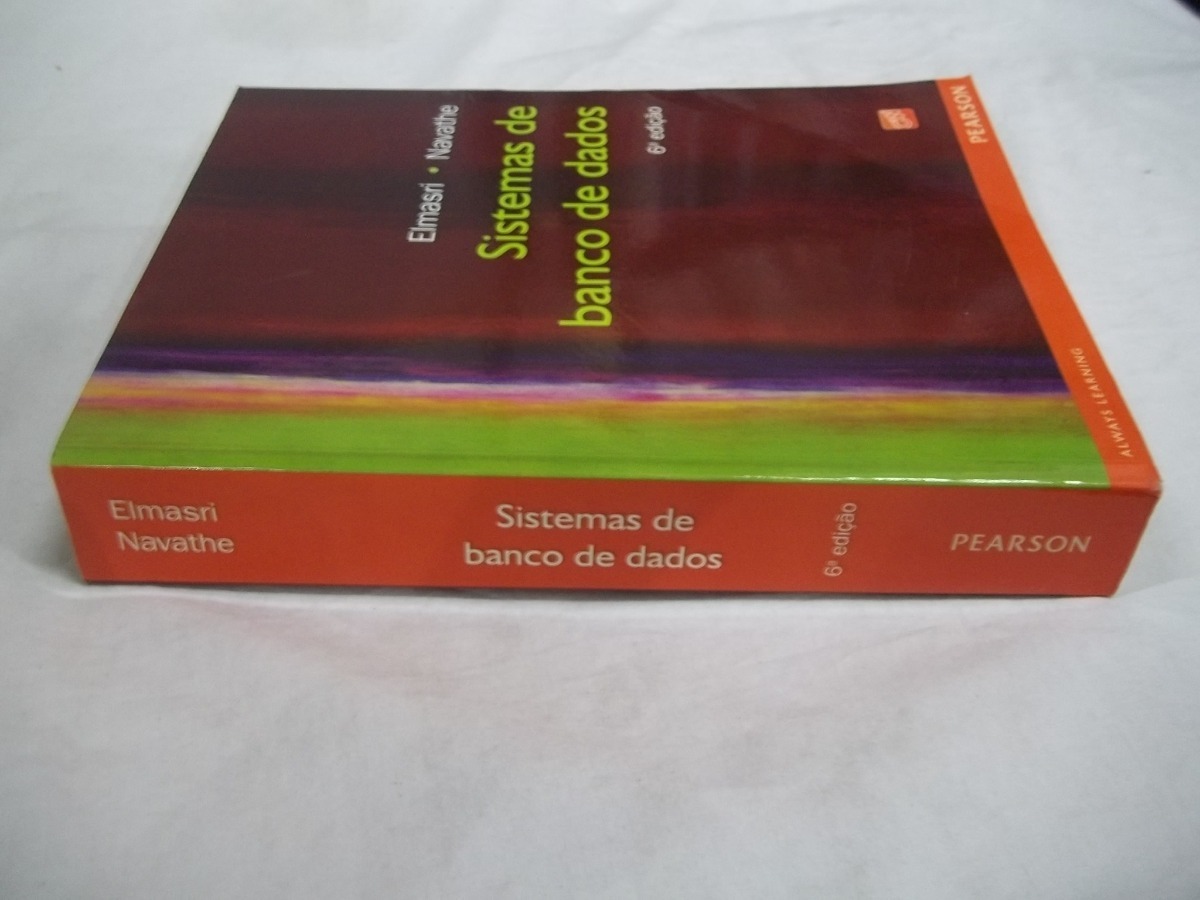 Elmasri • Navathe
Sistemas de
banco de dados
6ª edição
PEARSON
ALWAYS LEARNING
Elmasri
Navathe
Sistemas de
banco de dados
6ª edição
PEARSON